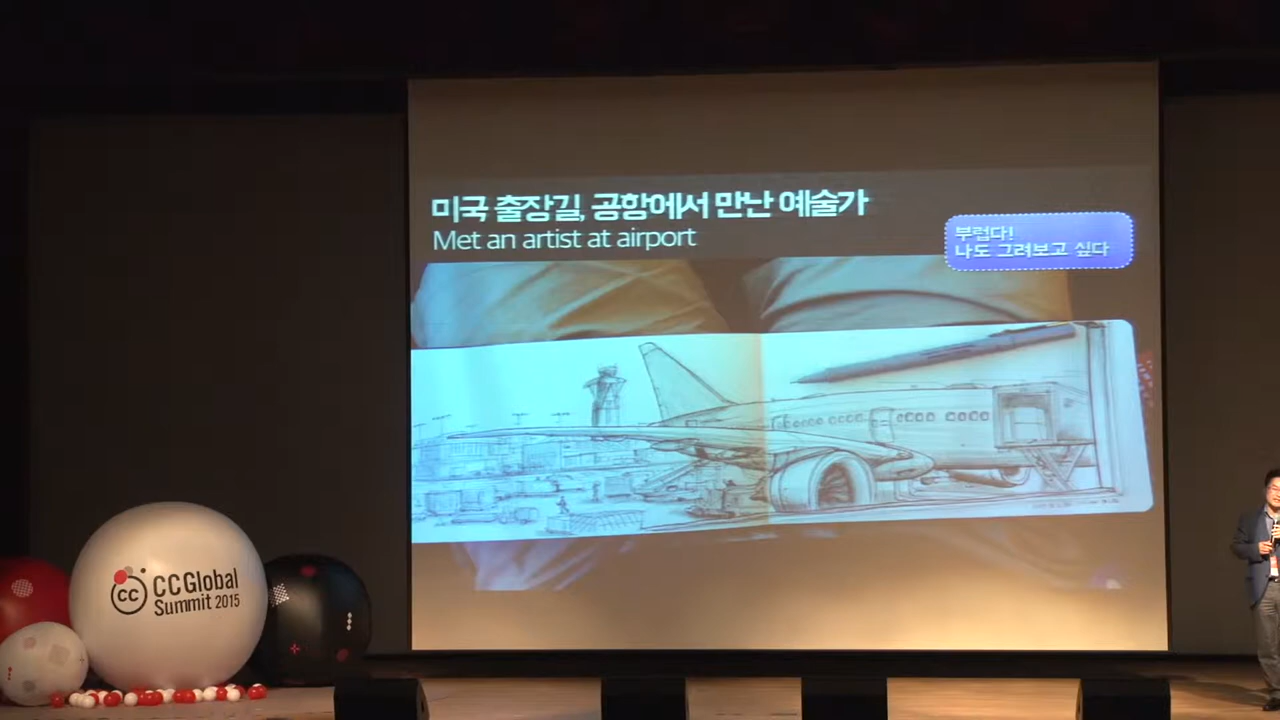 미국 출장길, 공항에서 만난 예술가
Met an artist at airport
부럽다!
나도 그려보고 싶다
cc
CCGlobal
Summit 2015